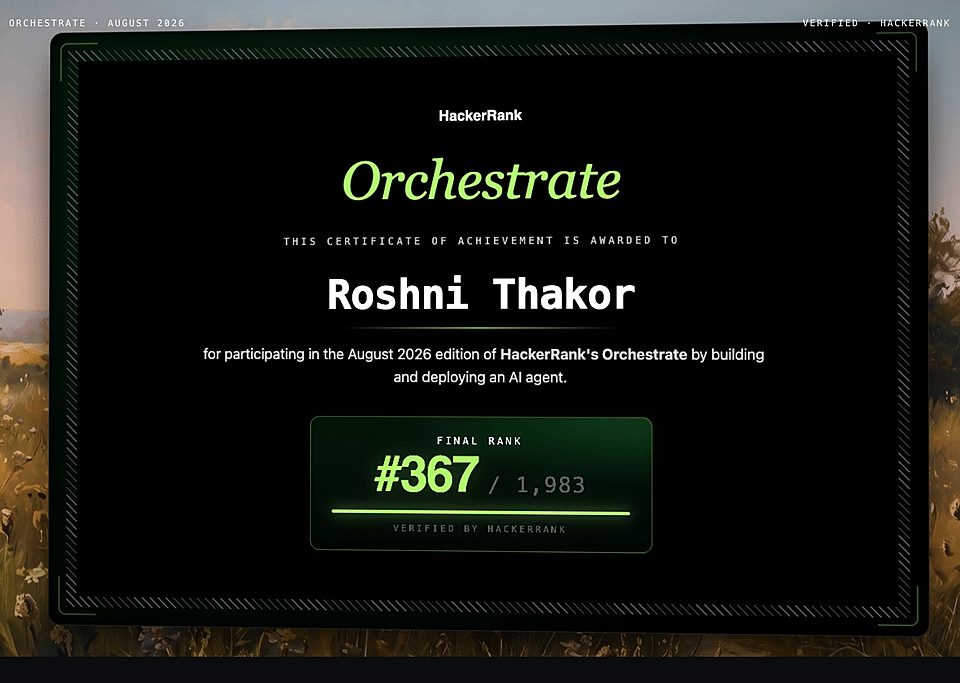 ORCHESTRATE · AUGUST 2026
VERIFIED · HACKERRANK
HackerRank
Orchestrate
THIS CERTIFICATE OF ACHIEVEMENT IS AWARDED TO
Roshni Thakor
for participating in the August 2026 edition of HackerRank's Orchestrate by building
and deploying an AI agent.
FINAL RANK
#367 / 1,983
VERIFIED BY HACKERRANK